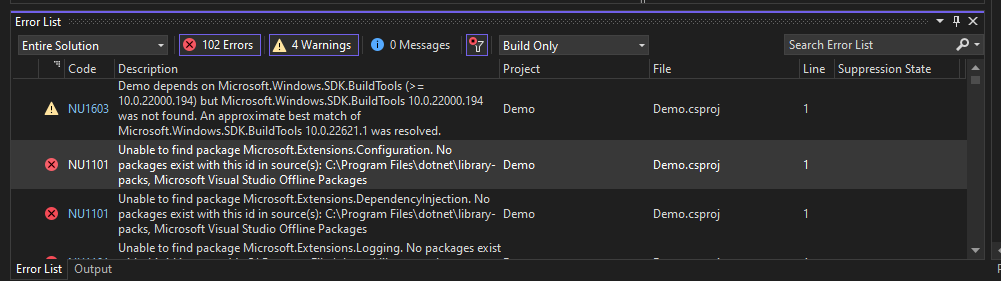 Error List
Entire Solution 102 Errors 4 Warnings 0 Messages Build Only Search Error List
Code Description Project File Line Suppression State
Demo depends on Microsoft.Windows.SDK.BuildTools (>=
10.0.22000.194) but Microsoft.Windows.SDK.BuildTools 10.0.22000.194
NU1603 was not found. An approximate best match of Demo Demo.csproj 1
Microsoft.Windows.SDK.BuildTools 10.0.22621.1 was resolved.
Unable to find package Microsoft.Extensions.Configuration. No
NU1101 packages exist with this id in source(s): C:\Program Files\dotnet\library- Demo Demo.csproj 1
packs, Microsoft Visual Studio Offline Packages
Unable to find package Microsoft.Extensions.DependencyInjection. No
NU1101 packages exist with this id in source(s): C:\Program Files\dotnet\library- Demo Demo.csproj 1
packs, Microsoft Visual Studio Offline Packages
Unable to find package Microsoft.Extensions.Logging. No packages exist
Error List Output